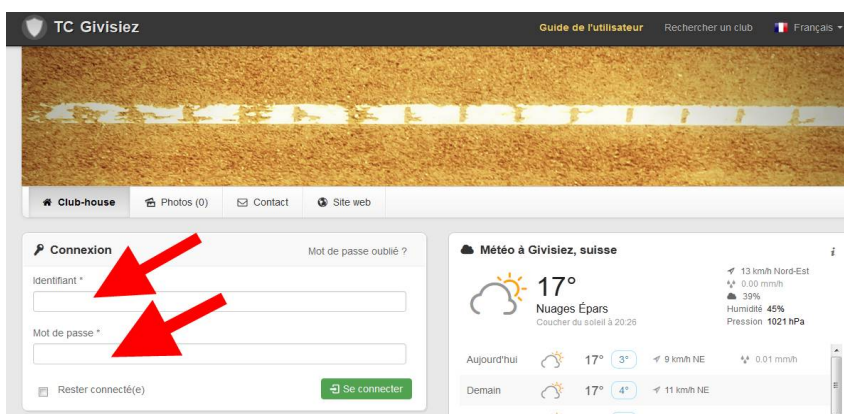 TC Givisiez
Guide de l'utilisateur Rechercher un club Français
Club-house Photos (0) Contact Site web
Connexion Mot de passe oublié ?
Identifiant *
Mot de passe *
Rester connecté(e) Se connecter
Météo à Givisiez, suisse i
17°
Nuages Épars
Coucher du soleil à 20:26
13 km/h Nord-Est
0.00 mm/h
39%
Humidité 45%
Pression 1021 hPa
Aujourd'hui 17° 3° 9 km/h NE 0.01 mm/h
Demain 17° 4° 11 km/h NE